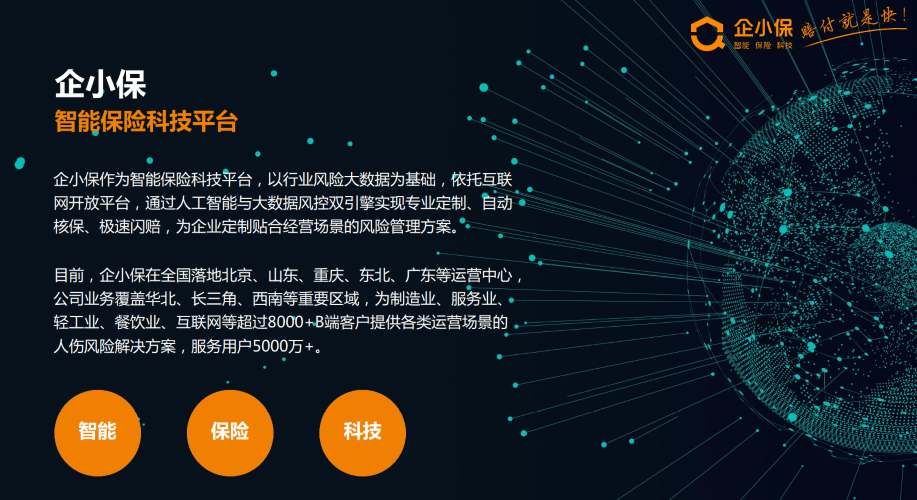 企小保
智能 保险 科技
赔付就是快！
企小保
智能保险科技平台
企小保作为智能保险科技平台，以行业风险大数据为基础，依托互联
网开放平台，通过人工智能与大数据风控双引擎实现专业定制、自动
核保、极速闪赔，为企业定制贴合经营场景的风险管理方案。
目前，企小保在全国落地北京、山东、重庆、东北、广东等运营中心，
公司业务覆盖华北、长三角、西南等重要区域，为制造业、服务业、
轻工业、餐饮业、互联网等超过8000+B端客户提供各类运营场景的
人伤风险解决方案，服务用户5000万+。
智能
保险
科技